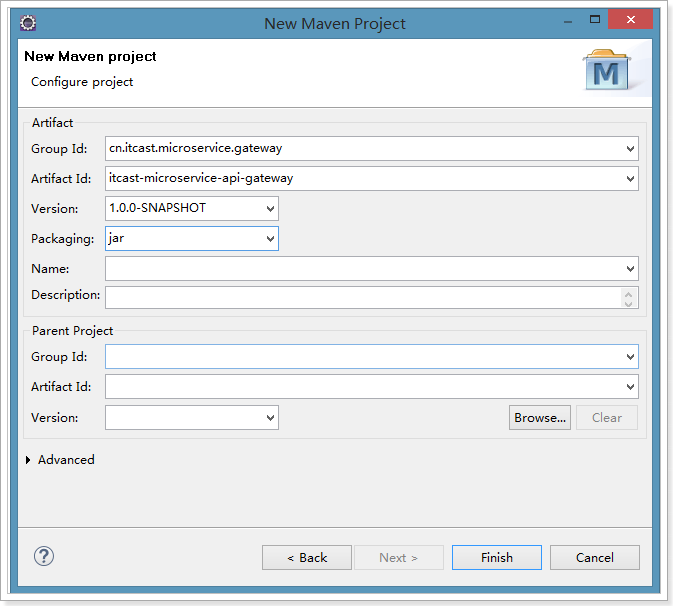 New Maven Project
New Maven project
Configure project
M
Artifact
Group Id: cn.itcast.microservice.gateway
Artifact Id: itcast-microservice-api-gateway
Version: 1.0.0-SNAPSHOT
Packaging: jar
Name:
Description:
Parent Project
Group Id:
Artifact Id:
Version: Browse... Clear
Advanced
? < Back Next > Finish Cancel